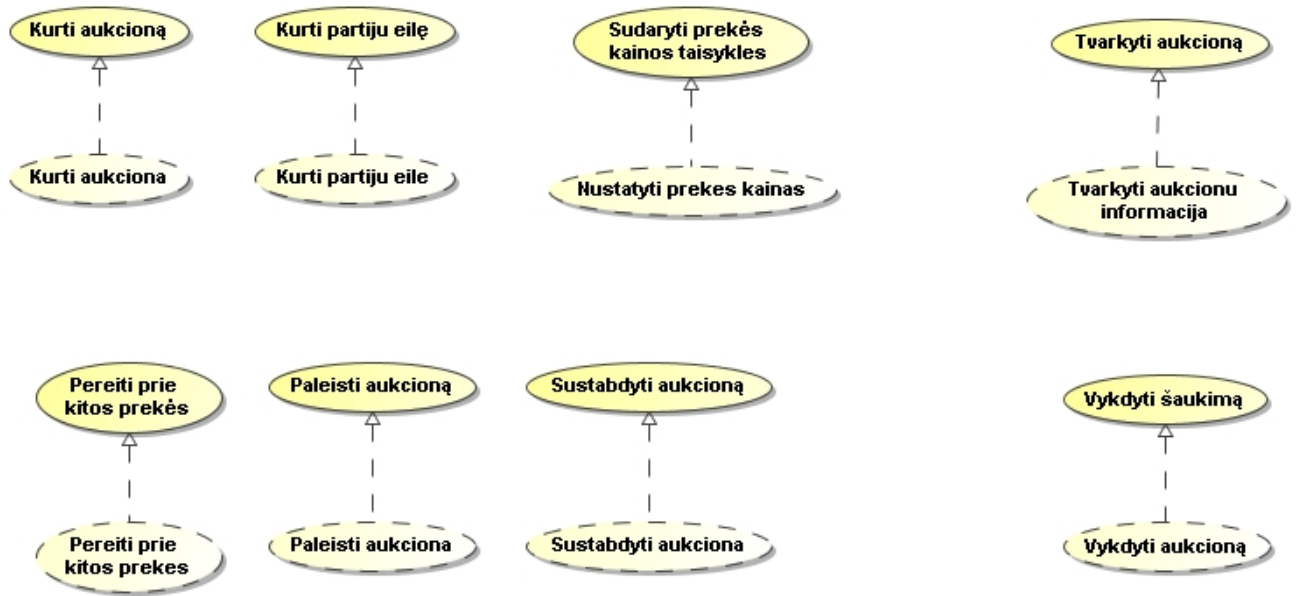 Kurti aukcioną
Kurti partiju eilę
Sudaryti prekės
kainos taisykles
Tvarkyti aukcioną
Kurti aukciona
Kurti partiju eile
Nustatyti prekes kainas
Tvarkyti aukcionu
informacija
Pereiti prie
kitos prekės
Paleisti aukcioną
Sustabdyti aukcioną
Vykdyti šaukimą
Pereiti prie
kitos prekes
Paleisti aukciona
Sustabdyti aukciona
Vykdyti aukcioną